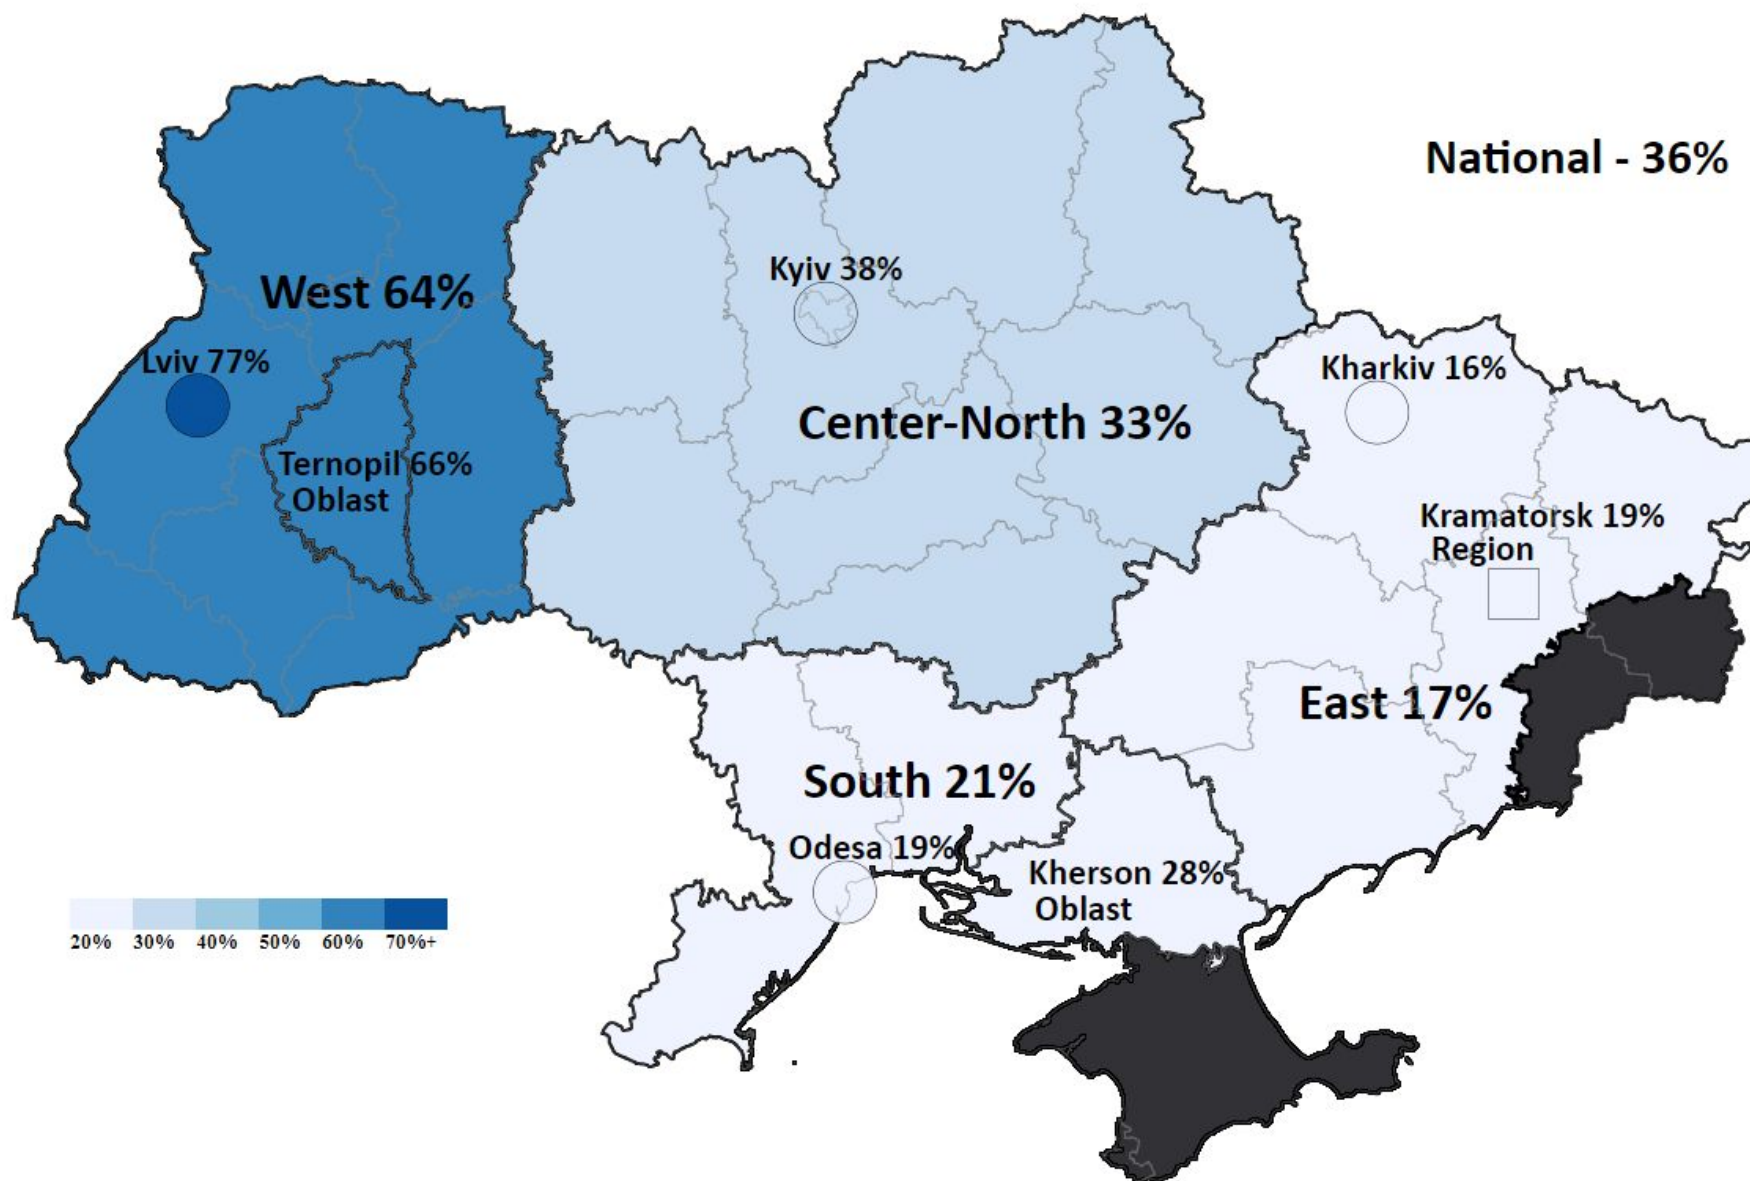 National - 36%
West 64%
Kyiv 38%
Lviv 77%
Kharkiv 16%
Center-North 33%
Ternopil 66%
Oblast
Kramatorsk 19%
Region
East 17%
South 21%
Odesa 19%
Kherson 28%
Oblast
20% 30% 40% 50% 60% 70%+